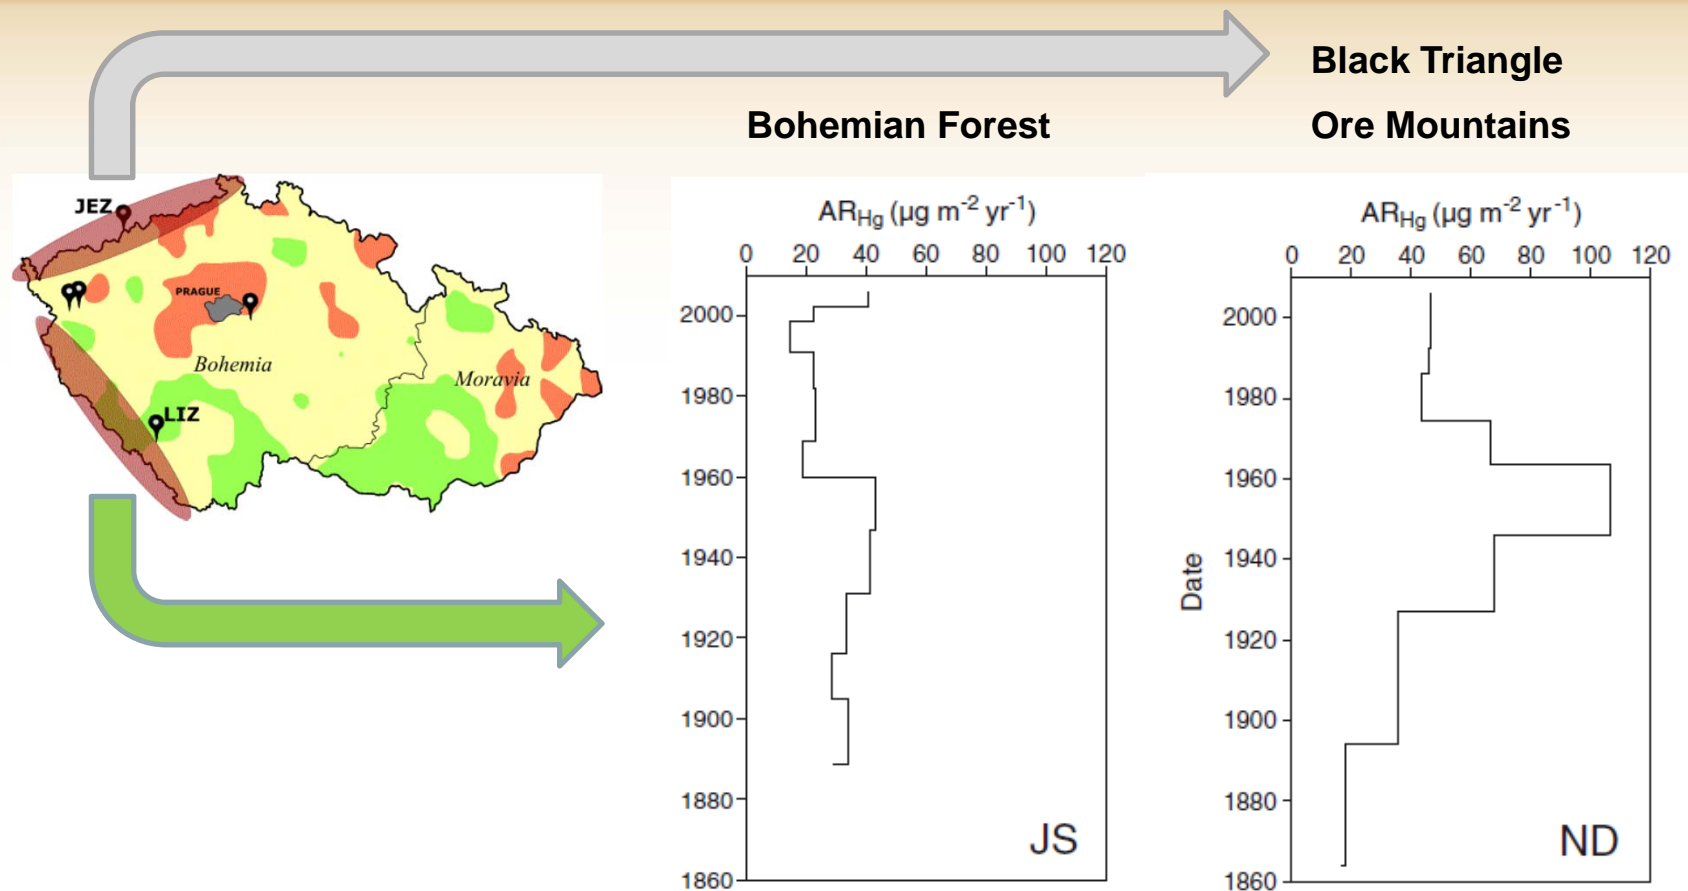 Black Triangle
Ore Mountains
Bohemian Forest
JEZ
PRAGUE
Bohemia
Moravia
LIZ
AR_Hg (µg m⁻² yr⁻¹)
0 20 40 60 80 100 120
2000
1980
1960
1940
1920
1900
1880
1860
JS
AR_Hg (µg m⁻² yr⁻¹)
0 20 40 60 80 100 120
Date
2000
1980
1960
1940
1920
1900
1880
1860
ND